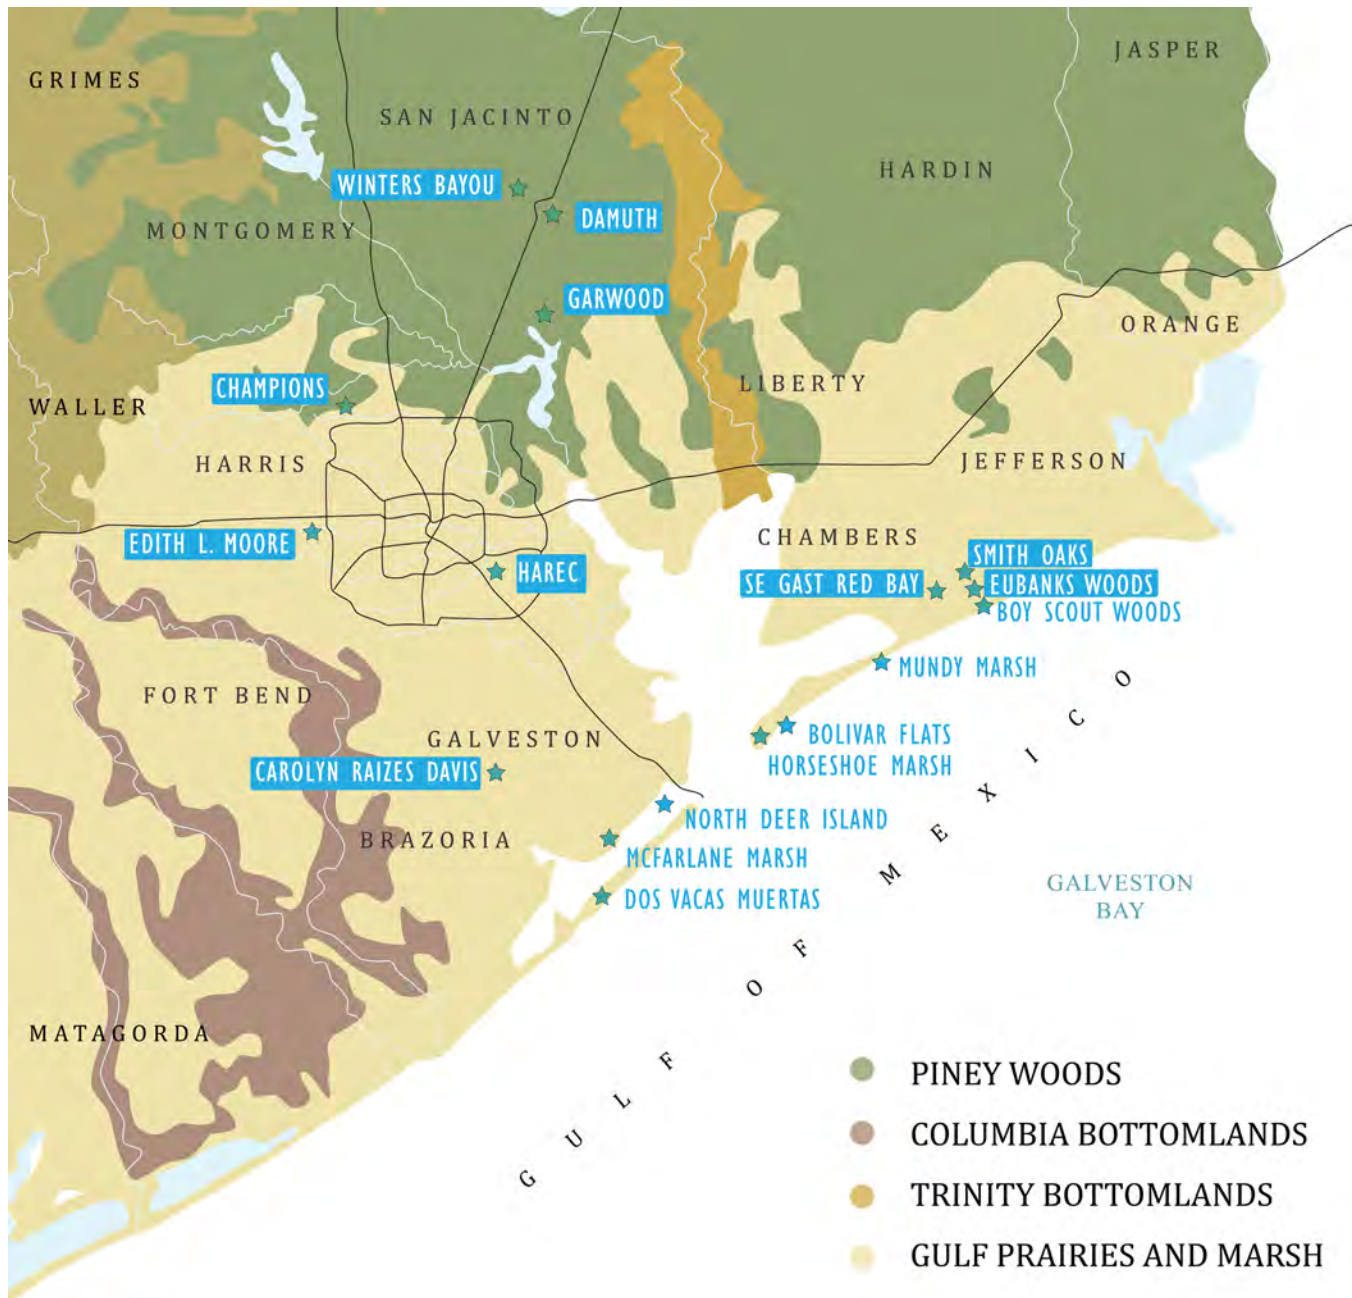 JASPER
GRIMES
SAN JACINTO
HARDIN
WINTERS BAYOU
DAMUTH
MONTGOMERY
GARWOOD
ORANGE
CHAMPIONS
LIBERTY
WALLER
HARRIS
JEFFERSON
EDITH L. MOORE
CHAMBERS
HAREC
SMITH OAKS
SE GAST RED BAY
EUBANKS WOODS
BOY SCOUT WOODS
MUNDY MARSH
FORT BEND
GALVESTON
BOLIVAR FLATS
HORSESHOE MARSH
CAROLYN RAIZES DAVIS
NORTH DEER ISLAND
BRAZORIA
MCFARLANE MARSH
DOS VACAS MUERTAS
GALVESTON
BAY
GULF OF MEXICO
MATAGORDA
PINEY WOODS
COLUMBIA BOTTOMLANDS
TRINITY BOTTOMLANDS
GULF PRAIRIES AND MARSH